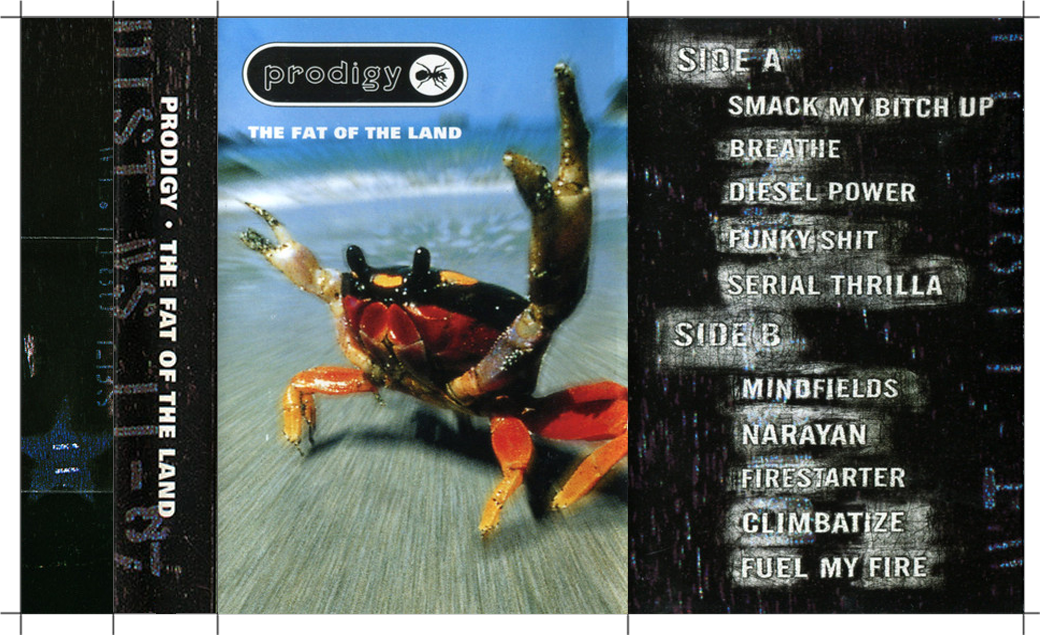 PRODIGY • THE FAT OF THE LAND
prodigy
THE FAT OF THE LAND
SIDE A
SMACK MY BITCH UP
BREATHE
DIESEL POWER
FUNKY SHIT
SERIAL THRILLA
SIDE B
MINDFIELDS
NARAYAN
FIRESTARTER
CLIMBATIZE
FUEL MY FIRE